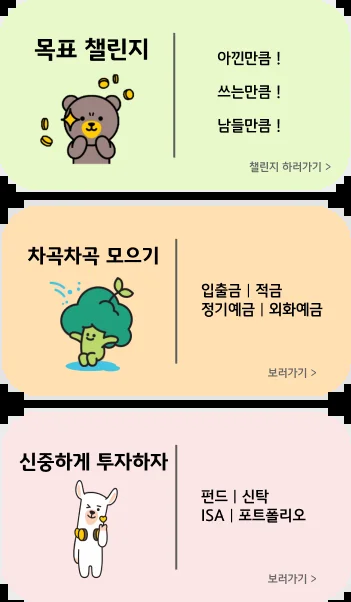 목표 챌린지
아낀만큼 !
쓰는만큼 !
남들만큼 !
챌린지 하러가기 >
차곡차곡 모으기
입출금 | 적금
정기예금 | 외화예금
보러가기 >
신중하게 투자하자
펀드 | 신탁
ISA | 포트폴리오
보러가기 >